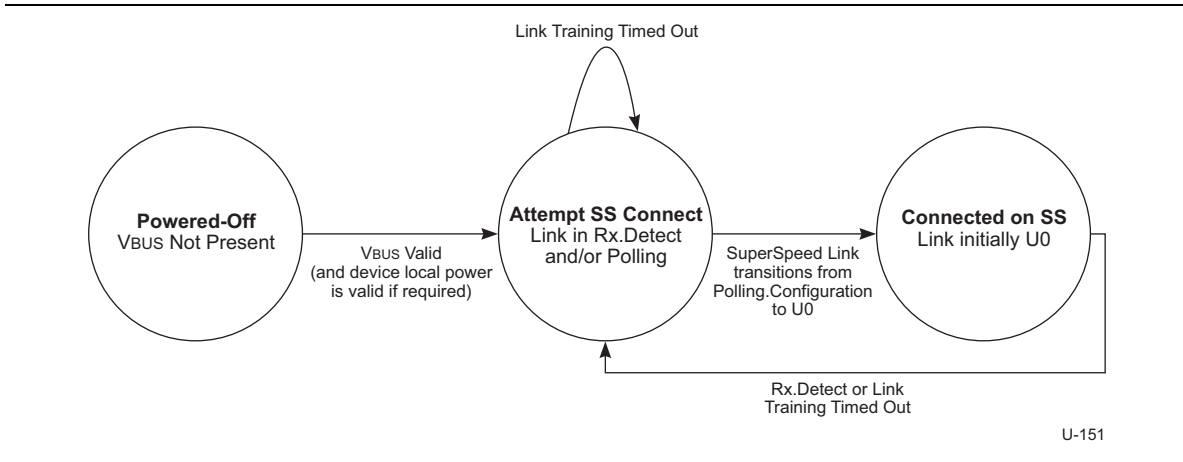 Link Training Timed Out
Powered-Off
VBUS Not Present
VBUS Valid
(and device local power
is valid if required)
Attempt SS Connect
Link in Rx.Detect
and/or Polling
SuperSpeed Link
transitions from
Polling.Configuration
to U0
Connected on SS
Link initially U0
Rx.Detect or Link
Training Timed Out
U-151